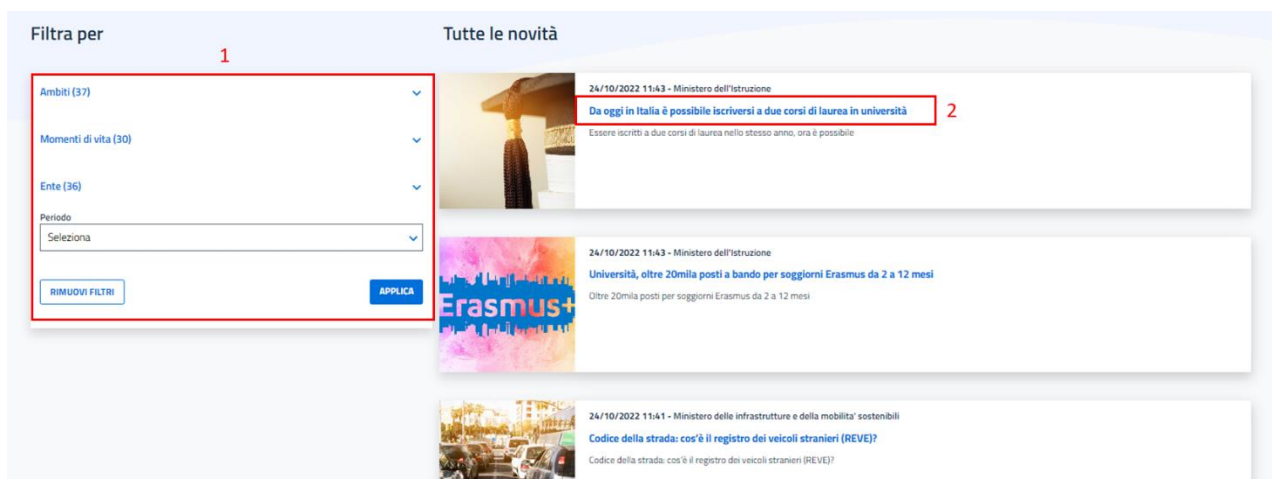 Filtra per
1
Ambiti (37)
Momenti di vita (30)
Ente (36)
Periodo
Seleziona
RIMUOVI FILTRI
APPLICA
Tutte le novità
24/10/2022 11:43 - Ministero dell'Istruzione
Da oggi in Italia è possibile iscriversi a due corsi di laurea in università
2
Essere iscritti a due corsi di laurea nello stesso anno, ora è possibile
Erasmus+
24/10/2022 11:43 - Ministero dell'Istruzione
Università, oltre 20mila posti a bando per soggiorni Erasmus da 2 a 12 mesi
Oltre 20mila posti per soggiorni Erasmus da 2 a 12 mesi
24/10/2022 11:41 - Ministero delle infrastrutture e della mobilita' sostenibili
Codice della strada: cos'è il registro dei veicoli stranieri (REVE)?
Codice della strada: cos'è il registro dei veicoli stranieri (REVE)?